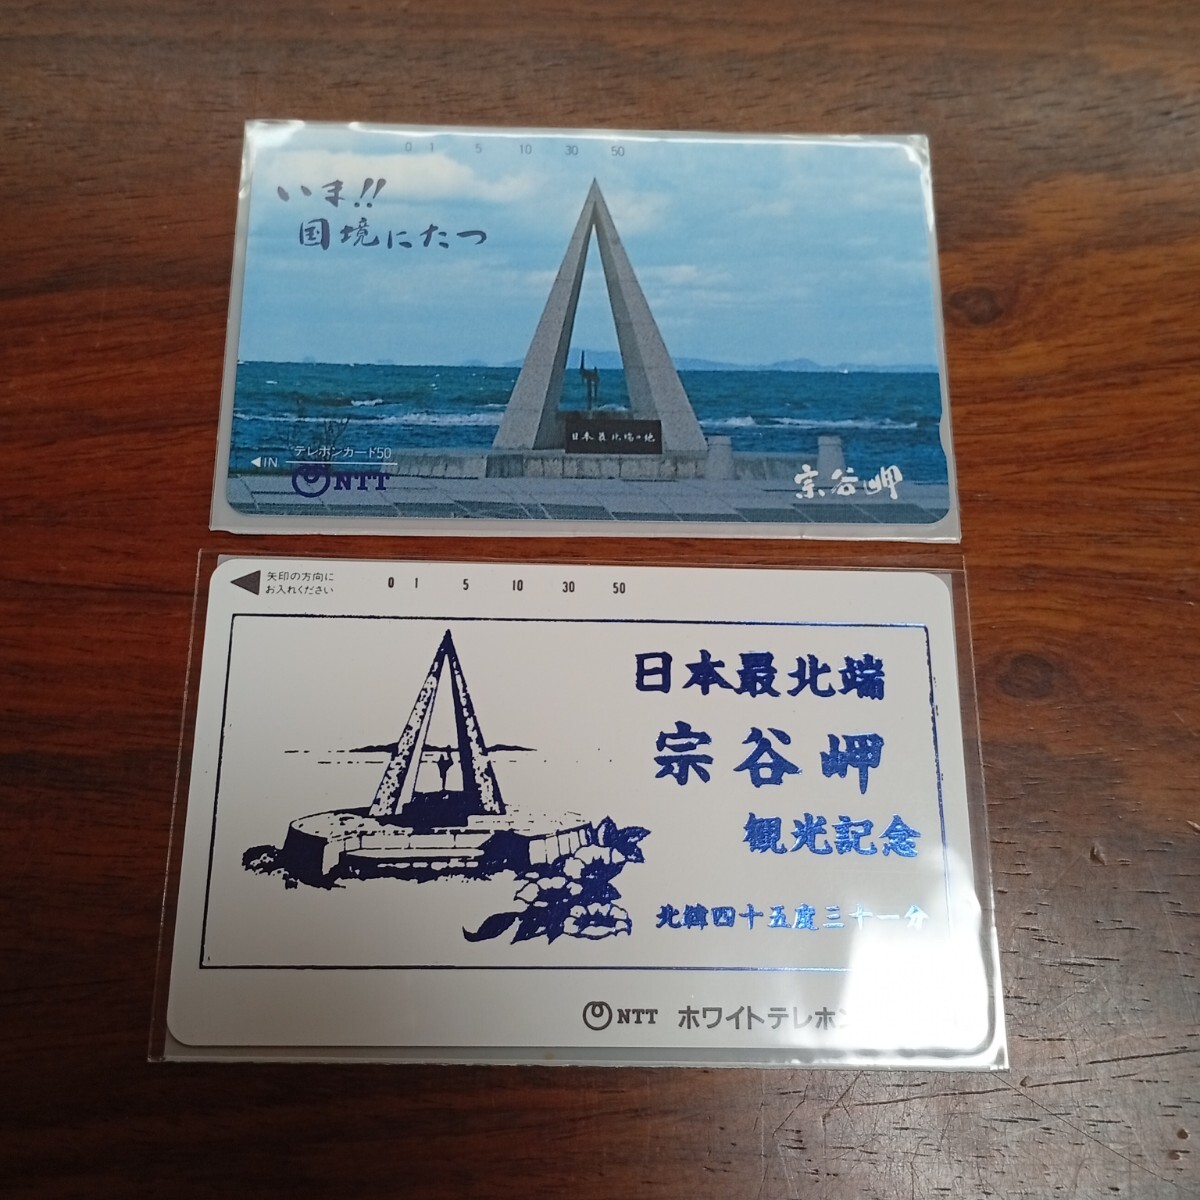 0 1 5 10 30 50
いま!!
国境にたつ
日本最北端の地
テレホンカード50
◀IN
NTT
宗谷岬
矢印の方向に
お入れください
0 1 5 10 30 50
日本最北端
宗谷岬
観光記念
北緯四十五度三十一分
NTT ホワイトテレホン